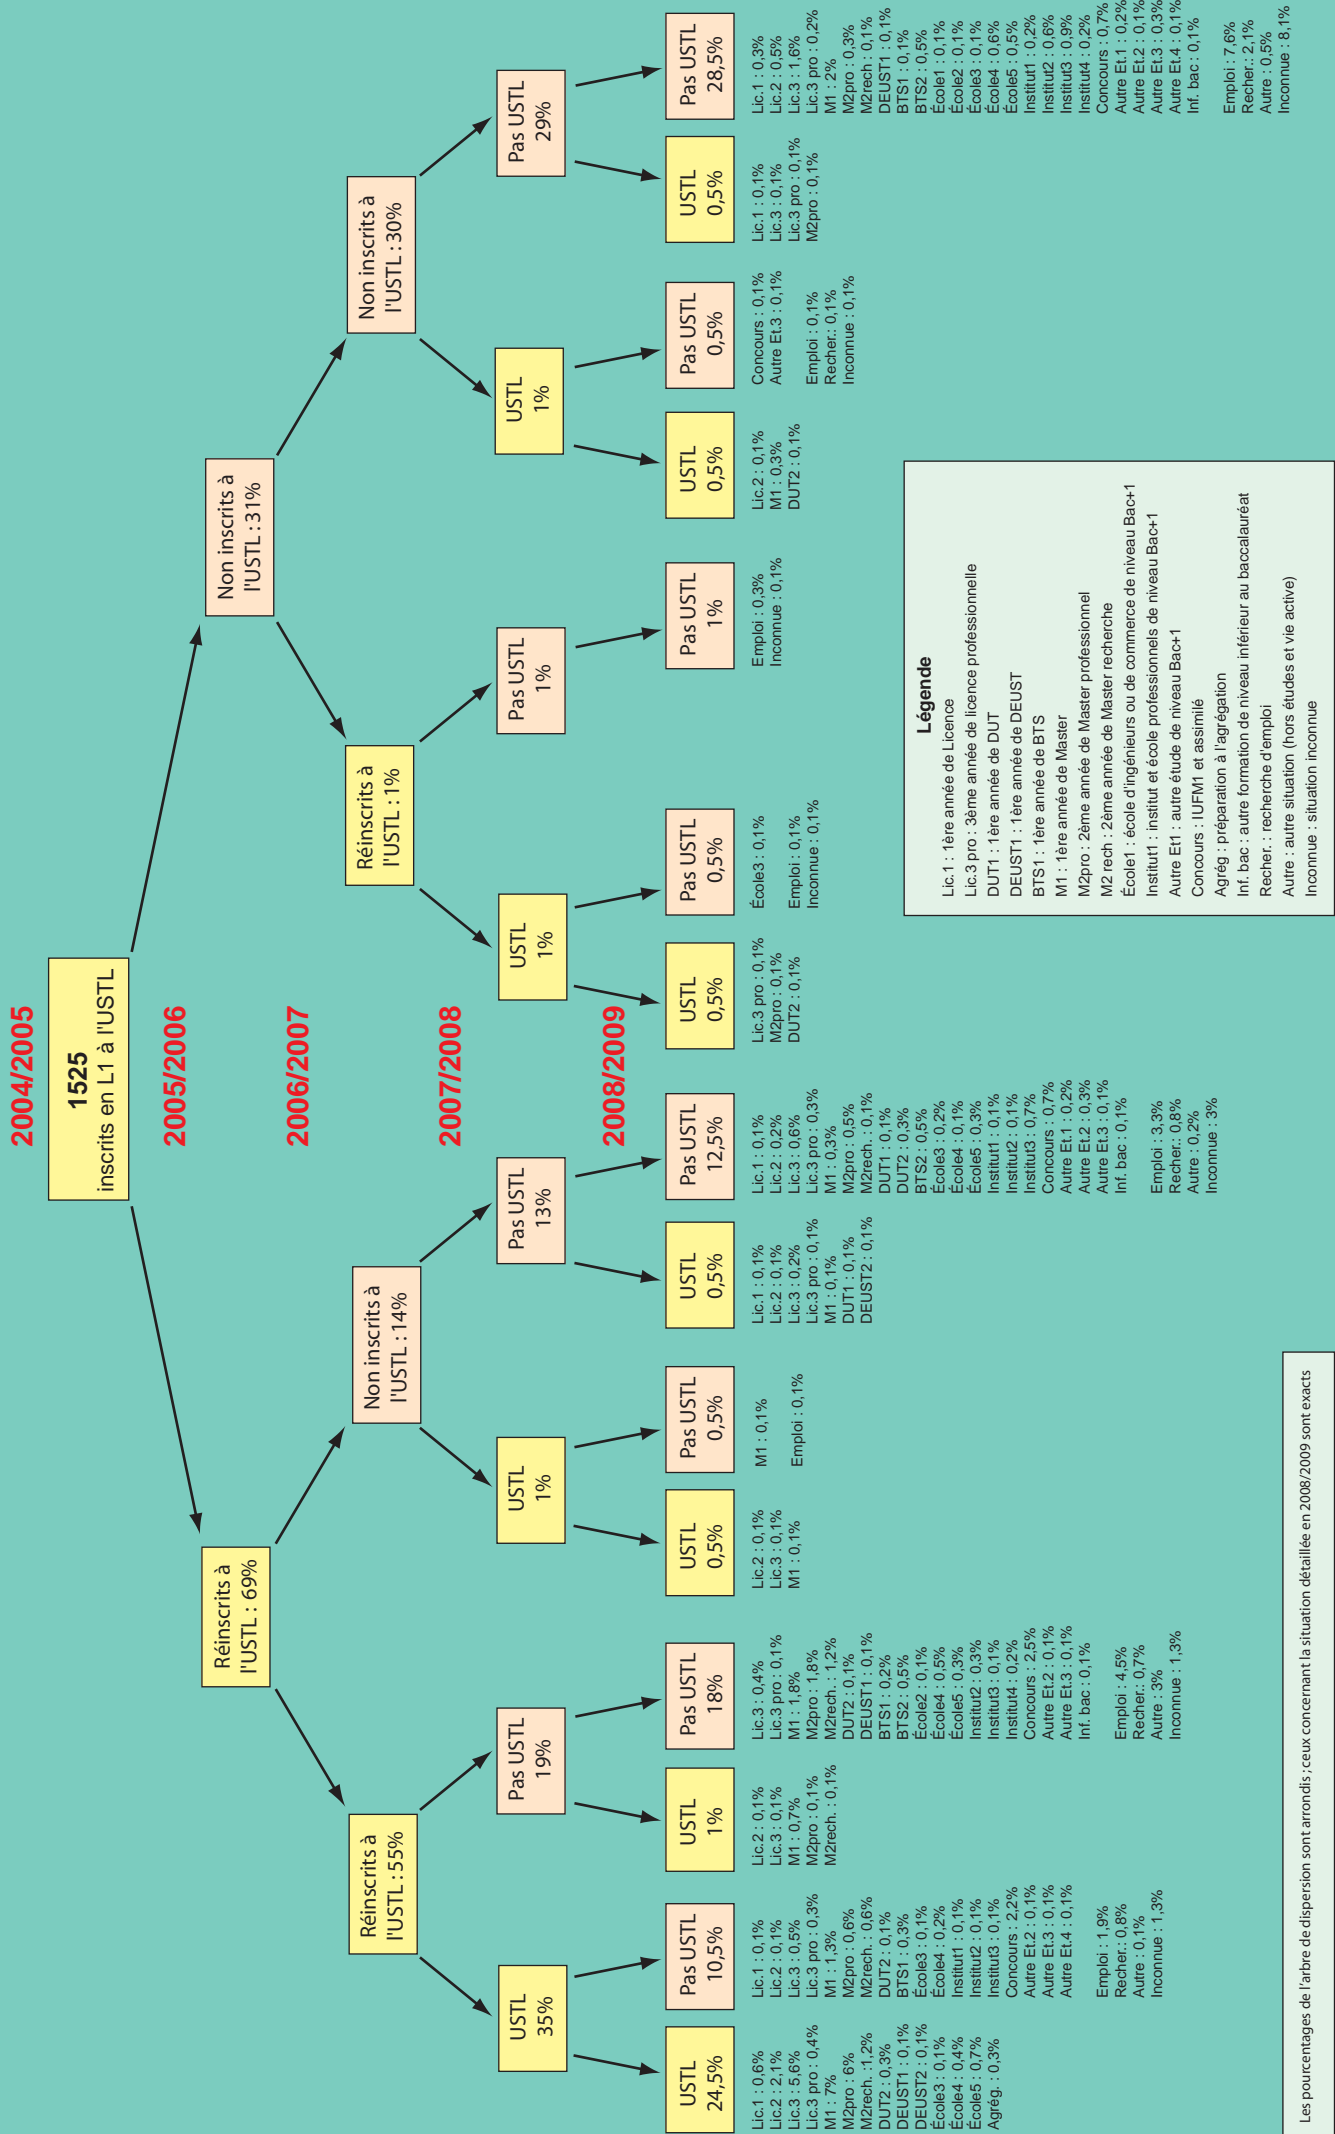 2004/2005
1525
inscrits en L1 à l'USTL
2005/2006
Réinscrits à
l'USTL : 69%
Non inscrits à
l'USTL : 31%
2006/2007
Réinscrits à
l'USTL : 55%
Non inscrits à
l'USTL : 14%
Réinscrits à
l'USTL : 1%
Non inscrits à
l'USTL : 30%
2007/2008
USTL
35%
Pas USTL
19%
USTL
1%
Pas USTL
13%
USTL
1%
Pas USTL
1%
USTL
1%
Pas USTL
29%
2008/2009
USTL
24,5%
Lic.1 : 0,6%
Lic.2 : 2,1%
Lic.3 : 5,6%
Lic.3 pro : 0,4%
M1 : 7%
M2pro : 6%
M2rech. :1,2%
DUT2 : 0,3%
DEUST1 : 0,1%
DEUST2 : 0,1%
École3 : 0,1%
École4 : 0,4%
École5 : 0,7%
Agrég. : 0,3%
Pas USTL
10,5%
Lic.1 : 0,1%
Lic.2 : 0,1%
Lic.3 : 0,5%
Lic.3 pro : 0,3%
M1 : 1,3%
M2pro : 0,6%
M2rech. : 0,6%
DUT2 : 0,1%
BTS1 : 0,3%
École3 : 0,1%
École4 : 0,2%
Institut1 : 0,1%
Institut2 : 0,1%
Institut3 : 0,1%
Concours : 2,2%
Autre Et.2 : 0,1%
Autre Et.3 : 0,1%
Autre Et.4 : 0,1%
Emploi : 1,9%
Recher.: 0,8%
Autre : 0,1%
Inconnue : 1,3%
USTL
1%
Lic.2 : 0,1%
Lic.3 : 0,1%
M1 : 0,7%
M2pro : 0,1%
M2rech. : 0,1%
Pas USTL
18%
Lic.3 : 0,4%
Lic.3 pro : 0,1%
M1 : 1,8%
M2pro : 1,8%
M2rech. : 1,2%
DUT2 : 0,1%
DEUST1 : 0,1%
BTS1 : 0,2%
BTS2 : 0,5%
École2 : 0,1%
École4 : 0,5%
École5 : 0,3%
Institut2 : 0,3%
Institut3 : 0,1%
Institut4 : 0,2%
Concours : 2,5%
Autre Et.2 : 0,1%
Autre Et.3 : 0,1%
Inf. bac : 0,1%
Emploi : 4,5%
Recher.: 0,7%
Autre : 3%
Inconnue : 1,3%
USTL
0,5%
Lic.2 : 0,1%
Lic.3 : 0,1%
M1 : 0,1%
Pas USTL
0,5%
M1 : 0,1%
Emploi : 0,1%
USTL
0,5%
Lic.1 : 0,1%
Lic.2 : 0,1%
Lic.3 : 0,2%
Lic.3 pro : 0,1%
M1 : 0,1%
DUT1 : 0,1%
DEUST2 : 0,1%
Pas USTL
12,5%
Lic.1 : 0,1%
Lic.2 : 0,2%
Lic.3 : 0,6%
Lic.3 pro : 0,3%
M1 : 0,3%
M2pro : 0,5%
M2rech. : 0,1%
DUT1 : 0,1%
DUT2 : 0,3%
BTS2 : 0,5%
École3 : 0,2%
École4 : 0,1%
École5 : 0,3%
Institut1 : 0,1%
Institut2 : 0,1%
Institut3 : 0,7%
Concours : 0,7%
Autre Et.1 : 0,2%
Autre Et.2 : 0,3%
Autre Et.3 : 0,1%
Inf. bac : 0,1%
Emploi : 3,3%
Recher.: 0,8%
Autre : 0,2%
Inconnue : 3%
USTL
0,5%
Lic.3 pro : 0,1%
M2pro : 0,1%
DUT2 : 0,1%
Pas USTL
0,5%
École3 : 0,1%
Emploi : 0,1%
Inconnue : 0,1%
Pas USTL
1%
Emploi : 0,3%
Inconnue : 0,1%
USTL
0,5%
Lic.2 : 0,1%
M1 : 0,3%
DUT2 : 0,1%
Pas USTL
0,5%
Concours : 0,1%
Autre Et.3 : 0,1%
Emploi : 0,1%
Recher.: 0,1%
Inconnue : 0,1%
USTL
0,5%
Lic.1 : 0,1%
Lic.3 : 0,1%
Lic.3 pro : 0,1%
M2pro : 0,1%
Pas USTL
28,5%
Lic.1 : 0,3%
Lic.2 : 0,5%
Lic.3 : 1,6%
Lic.3 pro : 0,2%
M1 : 2%
M2pro : 0,3%
M2rech : 0,1%
DEUST1 : 0,1%
BTS1 : 0,1%
BTS2 : 0,5%
École1 : 0,1%
École2 : 0,1%
École3 : 0,1%
École4 : 0,6%
École5 : 0,5%
Institut1 : 0,2%
Institut2 : 0,6%
Institut3 : 0,9%
Institut4 : 0,2%
Concours : 0,7%
Autre Et.1 : 0,2%
Autre Et.2 : 0,1%
Autre Et.3 : 0,3%
Autre Et.4 : 0,1%
Inf. bac : 0,1%
Emploi : 7,6%
Recher.: 2,1%
Autre : 0,5%
Inconnue : 8,1%
Légende
Lic.1 : 1ère année de Licence
Lic.3 pro : 3ème année de licence professionnelle
DUT1 : 1ère année de DUT
DEUST1 : 1ère année de DEUST
BTS1 : 1ère année de BTS
M1 : 1ère année de Master
M2pro : 2ème année de Master professionnel
M2 rech : 2ème année de Master recherche
École1 : école d'ingénieurs ou de commerce de niveau Bac+1
Institut1 : institut et école professionnels de niveau Bac+1
Autre Et1 : autre étude de niveau Bac+1
Concours : IUFM1 et assimilé
Agrég : préparation à l'agrégation
Inf. bac : autre formation de niveau inférieur au baccalauréat
Recher. : recherche d'emploi
Autre : autre situation (hors études et vie active)
Inconnue : situation inconnue
Les pourcentages de l'arbre de dispersion sont arrondis ; ceux concernant la situation détaillée en 2008/2009 sont exacts